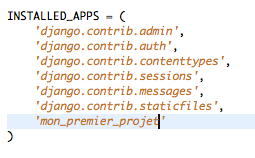 INSTALLED_APPS = (
    'django.contrib.admin',
    'django.contrib.auth',
    'django.contrib.contenttypes',
    'django.contrib.sessions',
    'django.contrib.messages',
    'django.contrib.staticfiles',
    'mon_premier_projet'
)